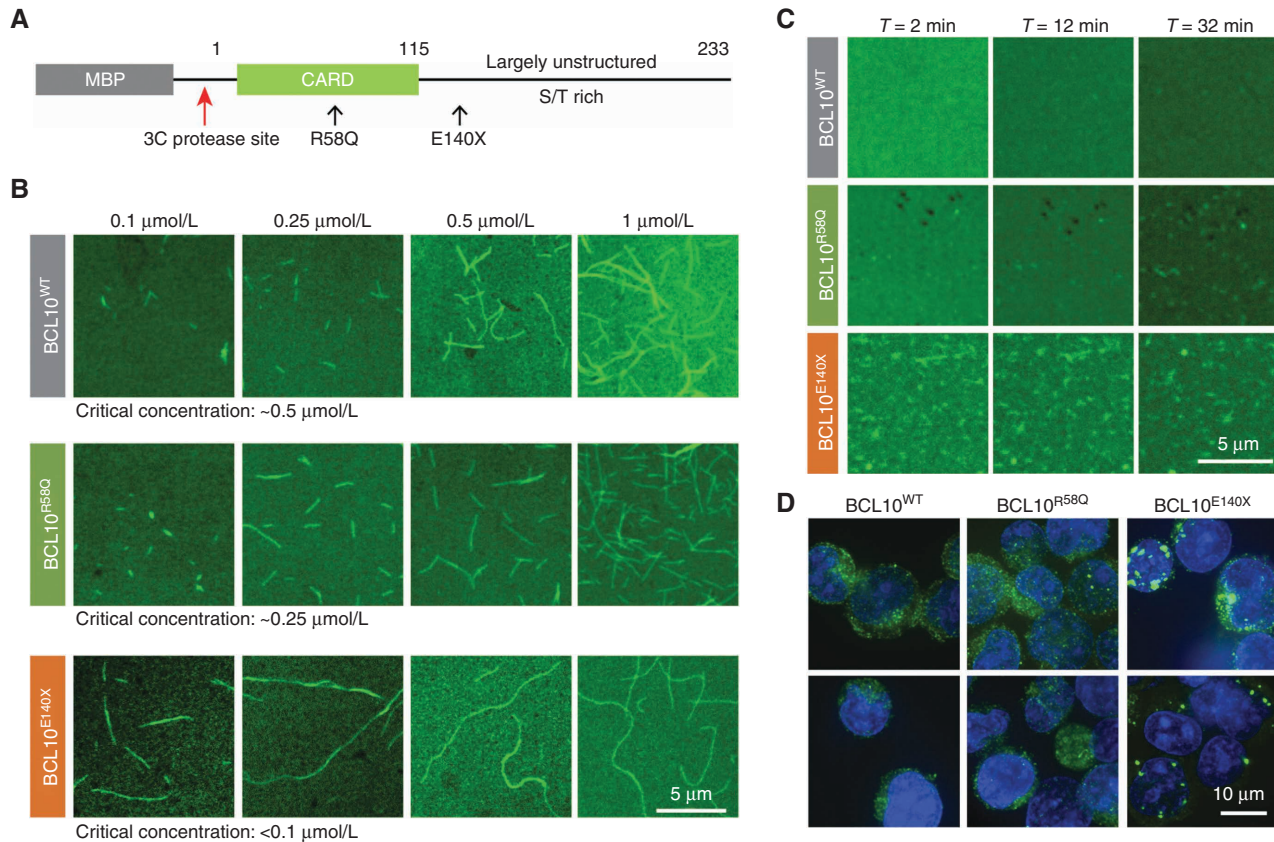 A
1 115 233
MBP CARD Largely unstructured
S/T rich
3C protease site R58Q E140X
B
0.1 μmol/L 0.25 μmol/L 0.5 μmol/L 1 μmol/L
BCL10WT
Critical concentration: ~0.5 μmol/L
BCL10R58Q
Critical concentration: ~0.25 μmol/L
BCL10E140X
5 μm
Critical concentration: <0.1 μmol/L
C
T = 2 min T = 12 min T = 32 min
BCL10WT
BCL10R58Q
BCL10E140X
5 μm
D
BCL10WT BCL10R58Q BCL10E140X
10 μm